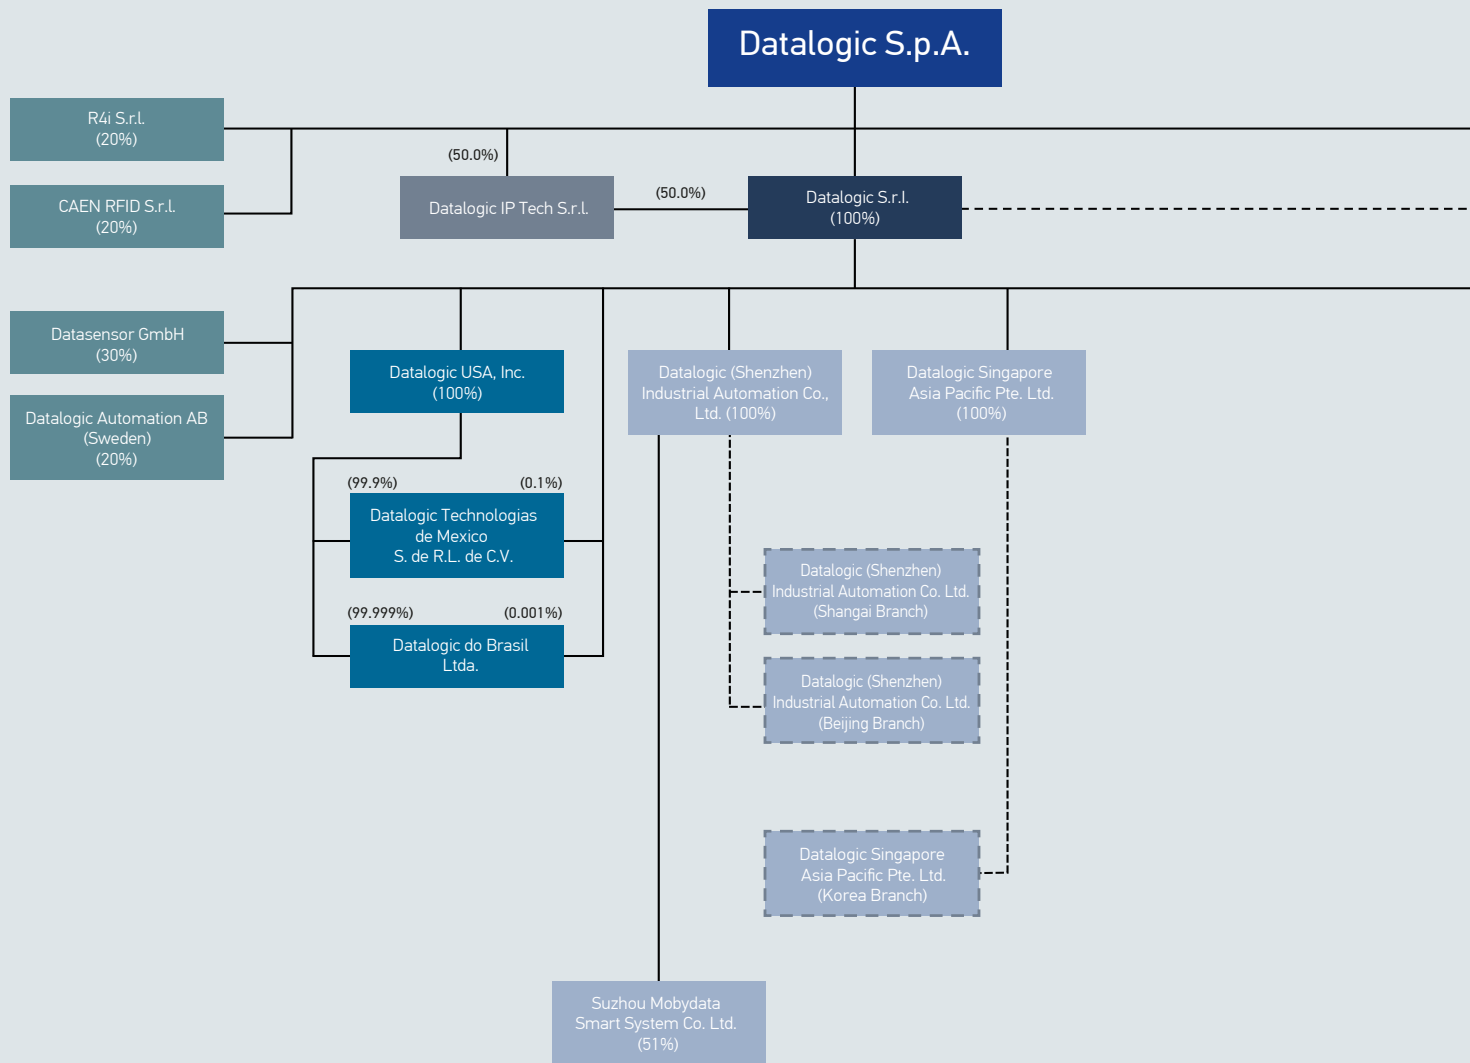 Datalogic S.p.A.
R4i S.r.l.
(20%)
CAEN RFID S.r.l.
(20%)
(50.0%)
Datalogic IP Tech S.r.l.
(50.0%)
Datalogic S.r.l.
(100%)
Datasensor GmbH
(30%)
Datalogic Automation AB
(Sweden)
(20%)
Datalogic USA, Inc.
(100%)
Datalogic (Shenzhen)
Industrial Automation Co.,
Ltd. (100%)
Datalogic Singapore
Asia Pacific Pte. Ltd.
(100%)
(99.9%)
(0.1%)
Datalogic Technologias
de Mexico
S. de R.L. de C.V.
(99.999%)
(0.001%)
Datalogic do Brasil
Ltda.
Datalogic (Shenzhen)
Industrial Automation Co. Ltd.
(Shangai Branch)
Datalogic (Shenzhen)
Industrial Automation Co. Ltd.
(Beijing Branch)
Datalogic Singapore
Asia Pacific Pte. Ltd.
(Korea Branch)
Suzhou Mobydata
Smart System Co. Ltd.
(51%)